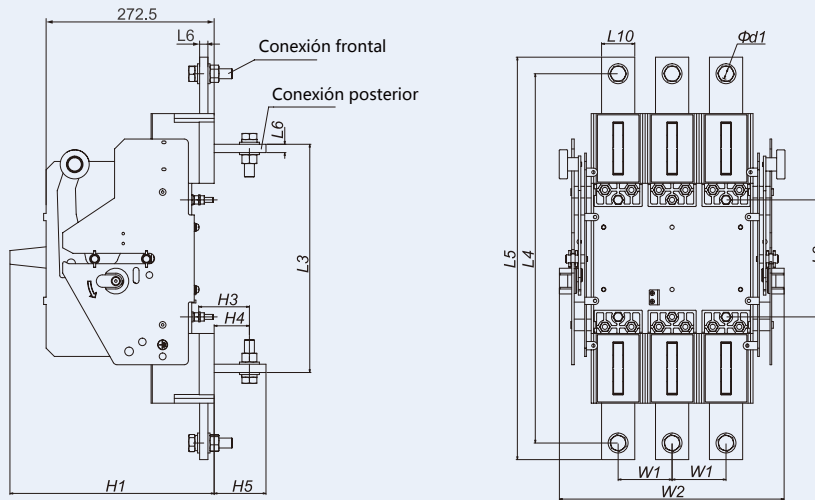 272.5
L6
Conexión frontal
Conexión posterior
L6
L3
H3
H4
H1
H5
L10
Φd1
L5
L4
W1
W1
W2